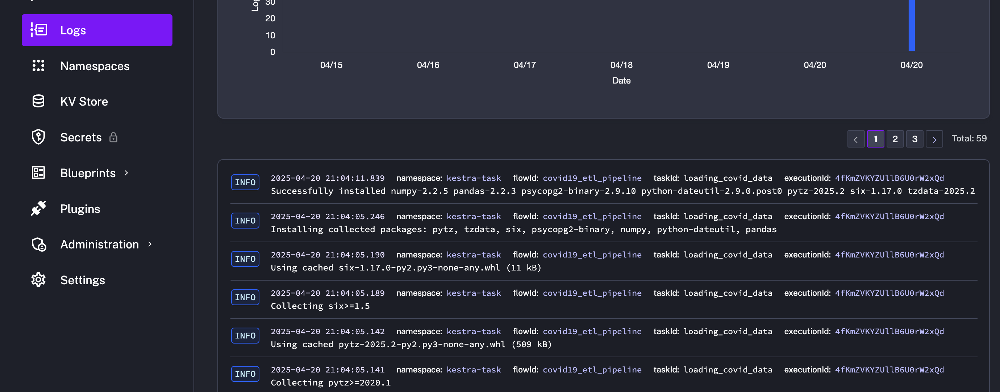 Logs
Namespaces
KV Store
Secrets
Blueprints
Plugins
Administration
Settings
30
20
10
0
04/15 04/16 04/17 04/18 04/19 04/20 04/20
Date
1 2 3 Total: 59
INFO 2025-04-20 21:04:11.839 namespace: kestra-task flowId: covid19_etl_pipeline taskId: loading_covid_data executionId: 4fKmZVKYZUllB6U0rW2xQd
Successfully installed numpy-2.2.5 pandas-2.2.3 psycopg2-binary-2.9.10 python-dateutil-2.9.0.post0 pytz-2025.2 six-1.17.0 tzdata-2025.2
INFO 2025-04-20 21:04:05.246 namespace: kestra-task flowId: covid19_etl_pipeline taskId: loading_covid_data executionId: 4fKmZVKYZUllB6U0rW2xQd
Installing collected packages: pytz, tzdata, six, psycopg2-binary, numpy, python-dateutil, pandas
INFO 2025-04-20 21:04:05.190 namespace: kestra-task flowId: covid19_etl_pipeline taskId: loading_covid_data executionId: 4fKmZVKYZUllB6U0rW2xQd
Using cached six-1.17.0-py2.py3-none-any.whl (11 kB)
INFO 2025-04-20 21:04:05.189 namespace: kestra-task flowId: covid19_etl_pipeline taskId: loading_covid_data executionId: 4fKmZVKYZUllB6U0rW2xQd
Collecting six>=1.5
INFO 2025-04-20 21:04:05.142 namespace: kestra-task flowId: covid19_etl_pipeline taskId: loading_covid_data executionId: 4fKmZVKYZUllB6U0rW2xQd
Using cached pytz-2025.2-py2.py3-none-any.whl (509 kB)
INFO 2025-04-20 21:04:05.141 namespace: kestra-task flowId: covid19_etl_pipeline taskId: loading_covid_data executionId: 4fKmZVKYZUllB6U0rW2xQd
Collecting pytz>=2020.1